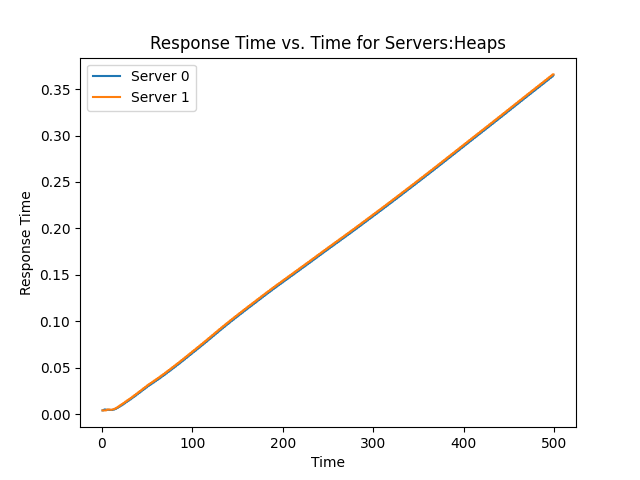 Response Time vs. Time for Servers:Heaps
Server 0
Server 1
Response Time
0.35
0.30
0.25
0.20
0.15
0.10
0.05
0.00
0
100
200
300
400
500
Time